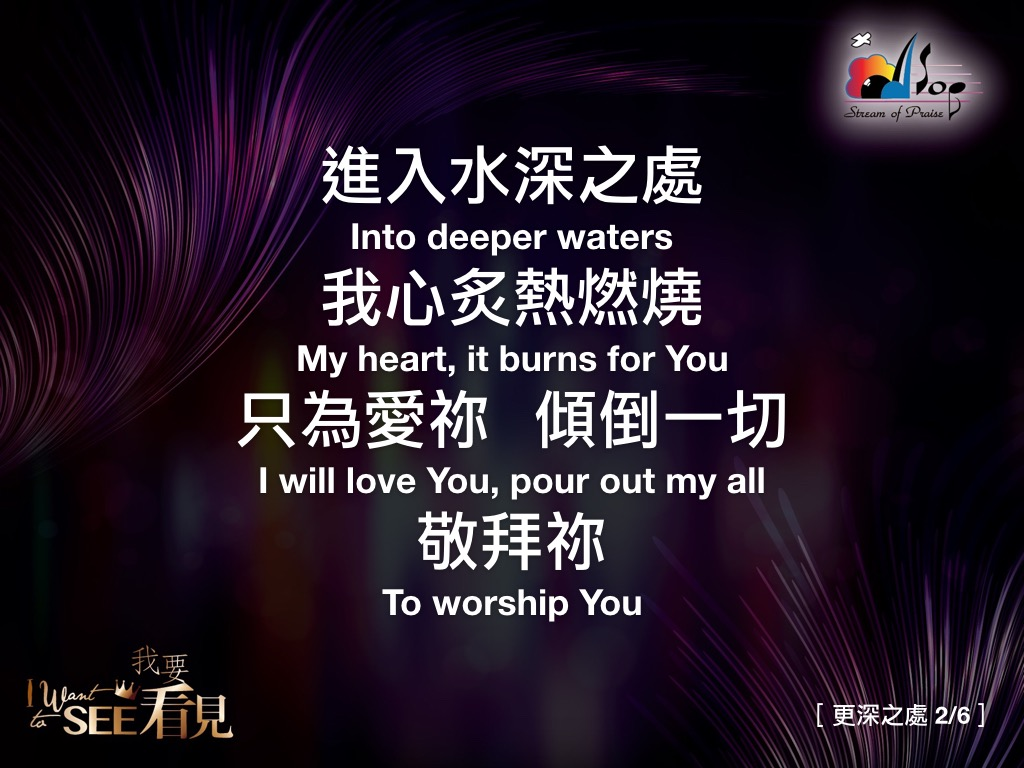 Sop
Stream of Praise
進入水深之處
Into deeper waters
我心炙熱燃燒
My heart, it burns for You
只為愛祢 傾倒一切
I will love You, pour out my all
敬拜祢
To worship You
我要
I Want
to SEE 看見
[ 更深之處 2/6 ]